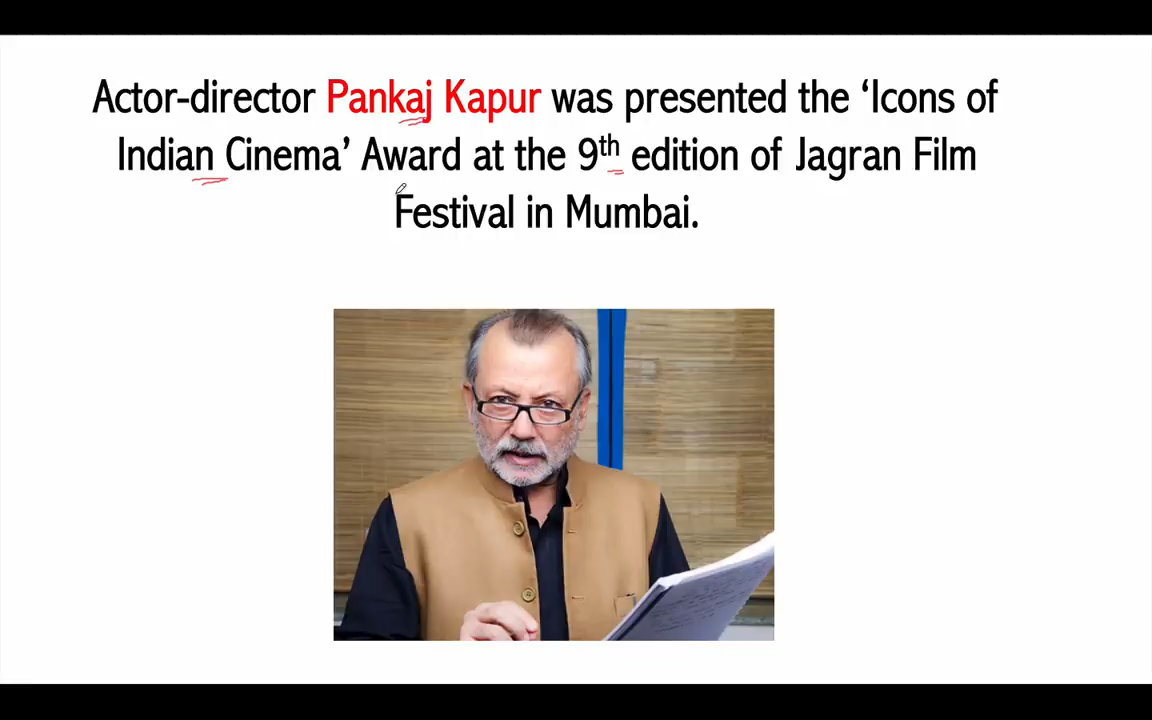 Actor-director Pankaj Kapur was presented the ‘Icons of
Indian Cinema’ Award at the 9th edition of Jagran Film
Festival in Mumbai.